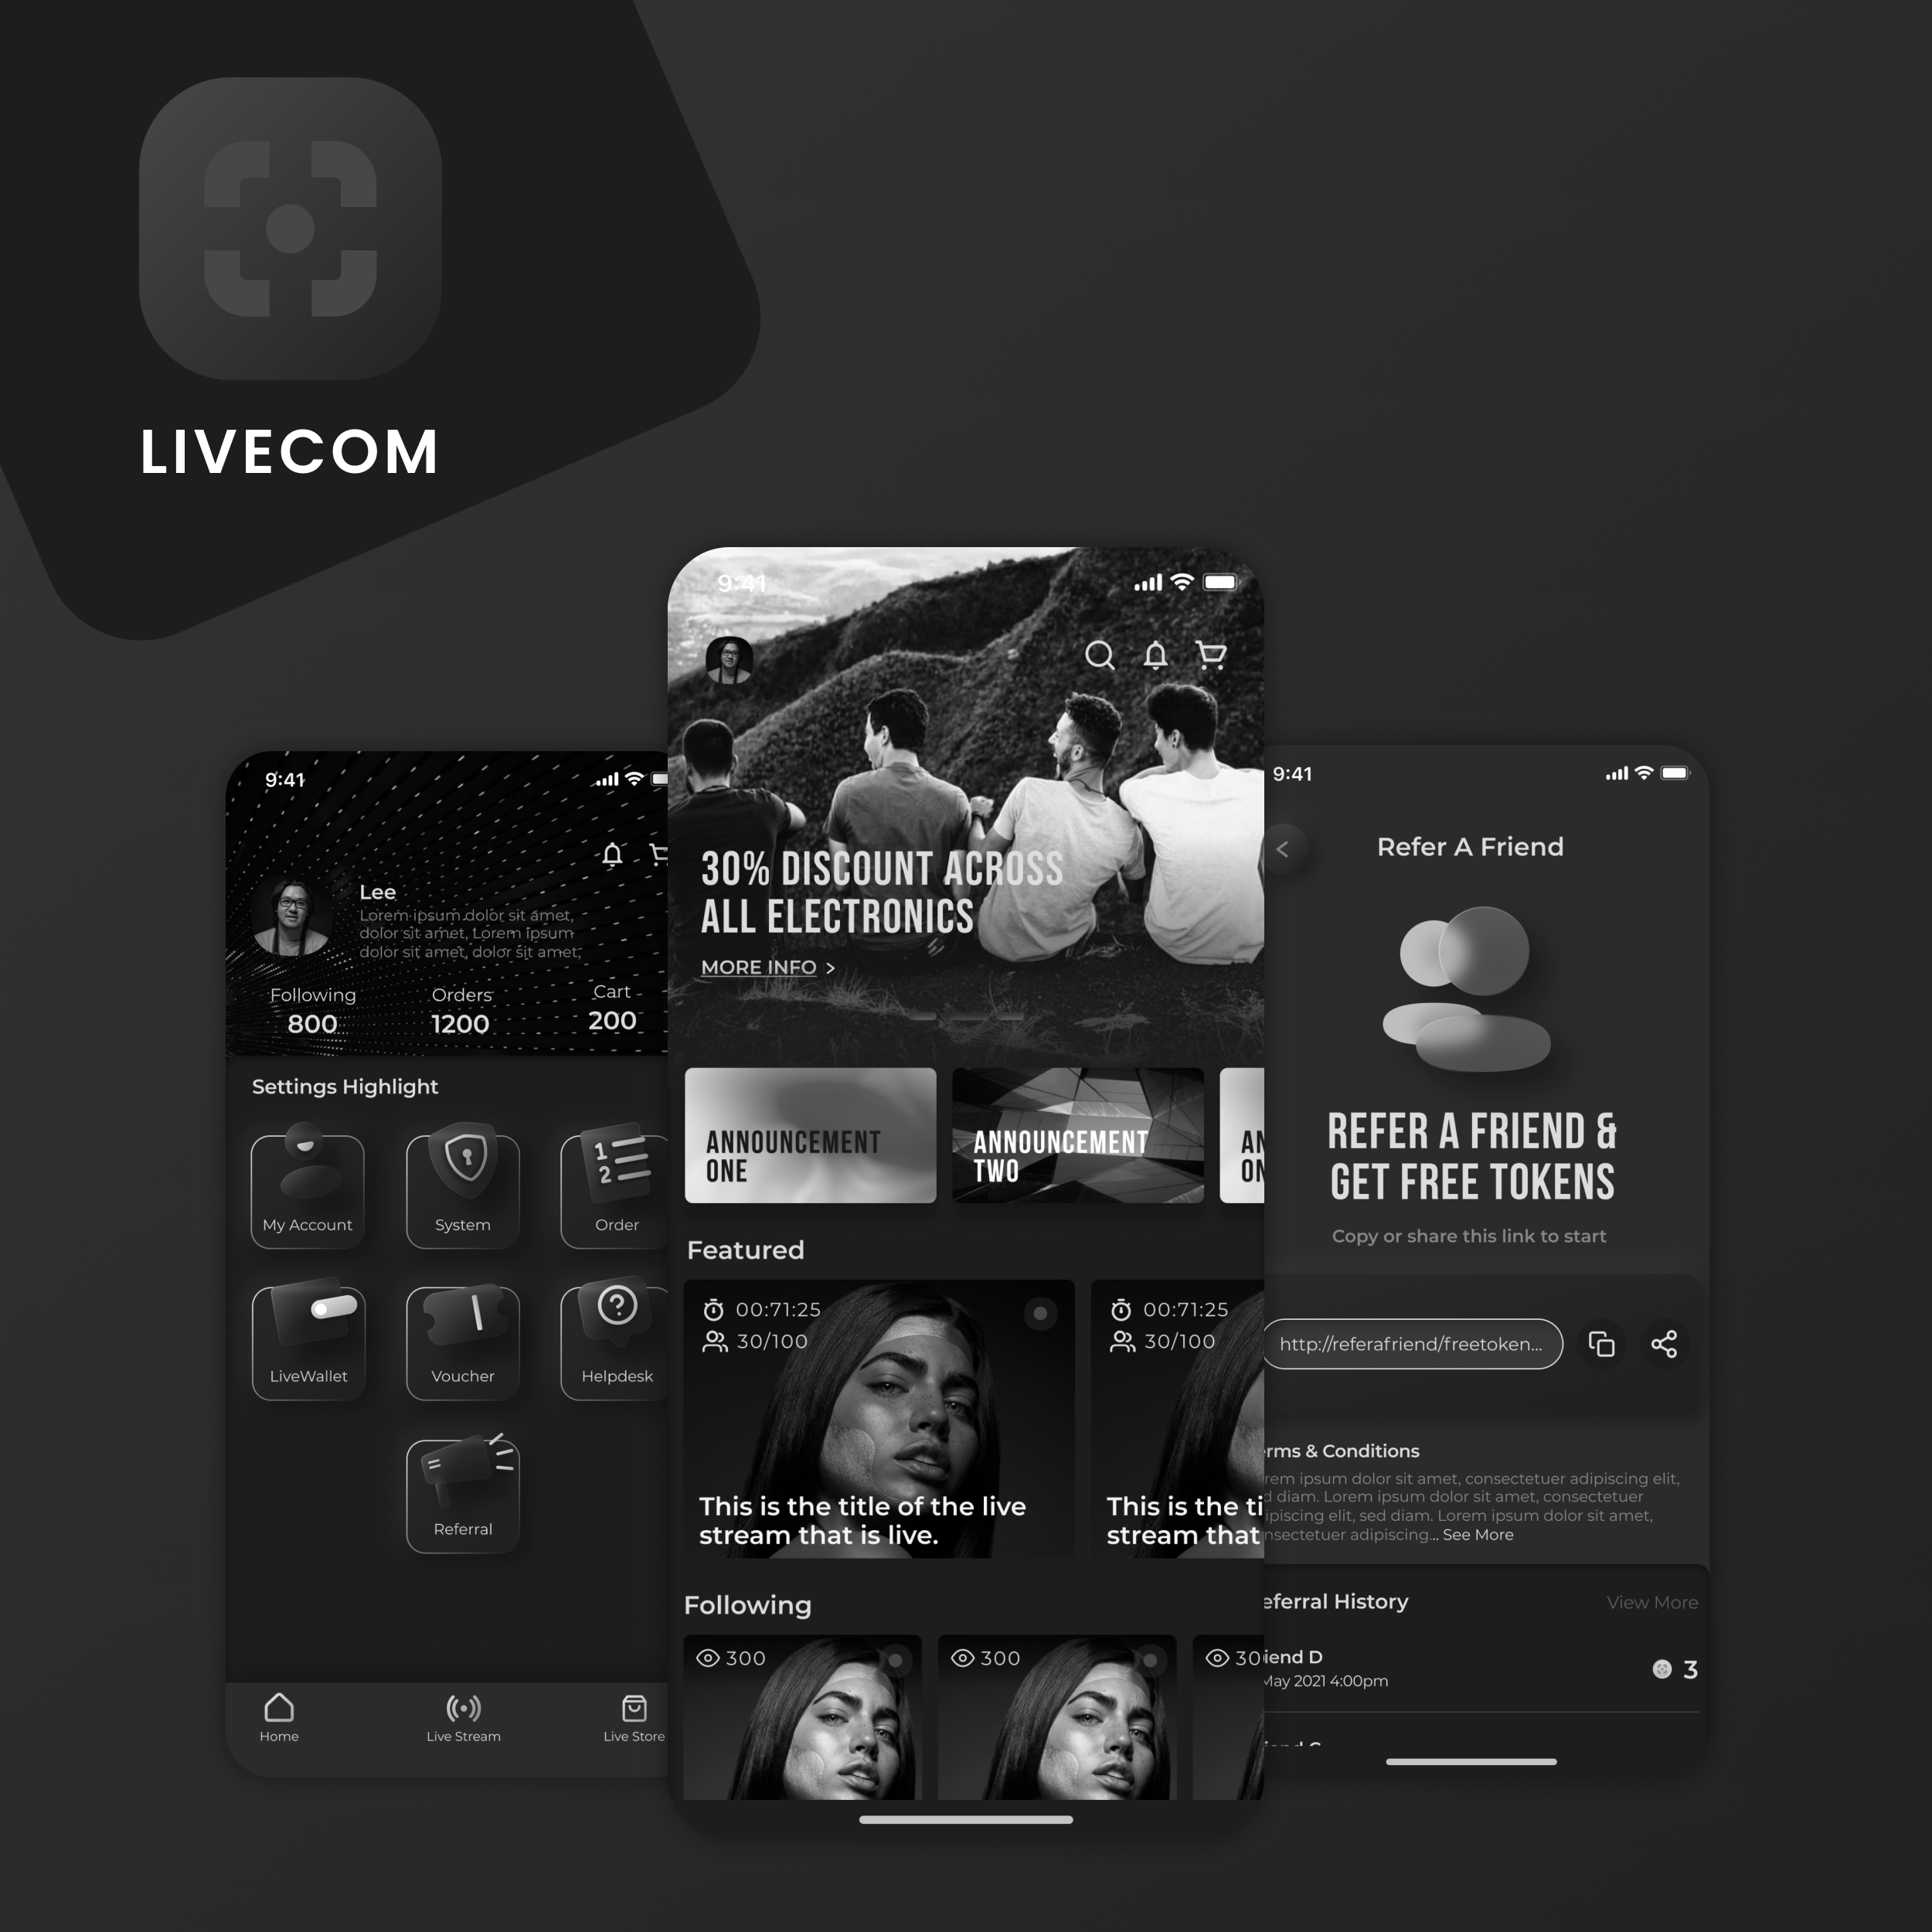 LIVECOM
9:41
Lee
Lorem ipsum dolor sit amet,
dolor sit amet, Lorem ipsum
dolor sit amet, dolor sit amet,
Following
800
Orders
1200
Cart
200
Settings Highlight
My Account
System
1
2
Order
LiveWallet
Voucher
?
Helpdesk
Referral
Home
Live Stream
Live Store
9:41
30% DISCOUNT ACROSS
ALL ELECTRONICS
MORE INFO >
ANNOUNCEMENT
ONE
ANNOUNCEMENT
TWO
AN
ON
Featured
00:71:25
30/100
This is the title of the live
stream that is live.
00:71:25
30/100
This is the ti
stream that
Following
300
300
30
9:41
<
Refer A Friend
REFER A FRIEND &
GET FREE TOKENS
Copy or share this link to start
http://referafriend/freetoken...
erms & Conditions
rem ipsum dolor sit amet, consectetuer adipiscing elit,
d diam. Lorem ipsum dolor sit amet, consectetuer
ipiscing elit, sed diam. Lorem ipsum dolor sit amet,
nsectetuer adipiscing... See More
eferral History
View More
iend D
May 2021 4:00pm
3